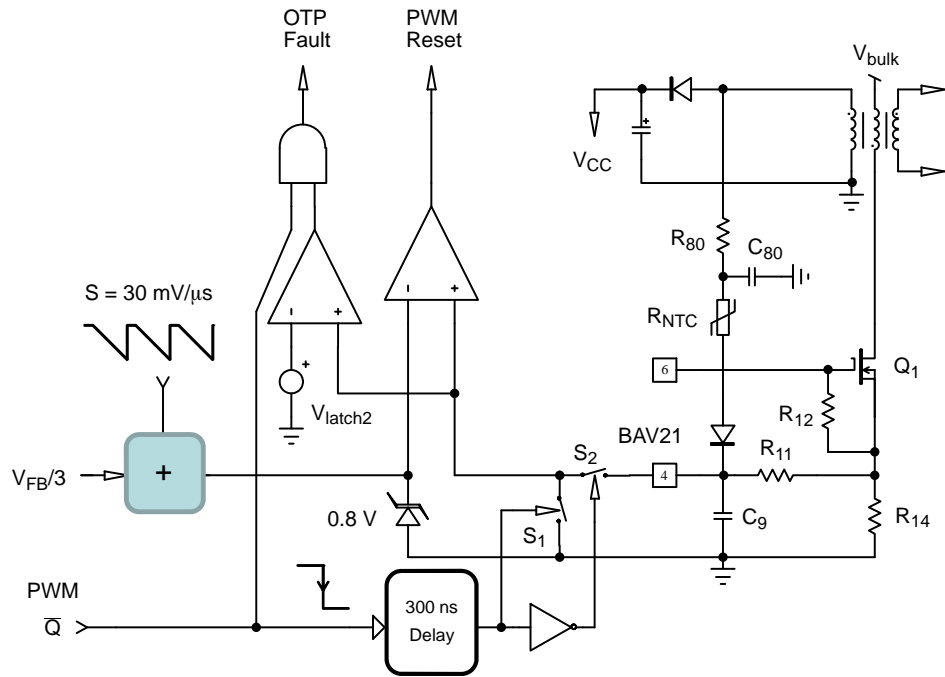 OTP
Fault
PWM
Reset
V_bulk
V_CC
R_80
C_80
S = 30 mV/μs
R_NTC
6
Q_1
R_12
V_latch2
BAV21
R_11
S_2
4
V_FB/3
+
0.8 V
S_1
C_9
R_14
PWM
Q̅
300 ns
Delay